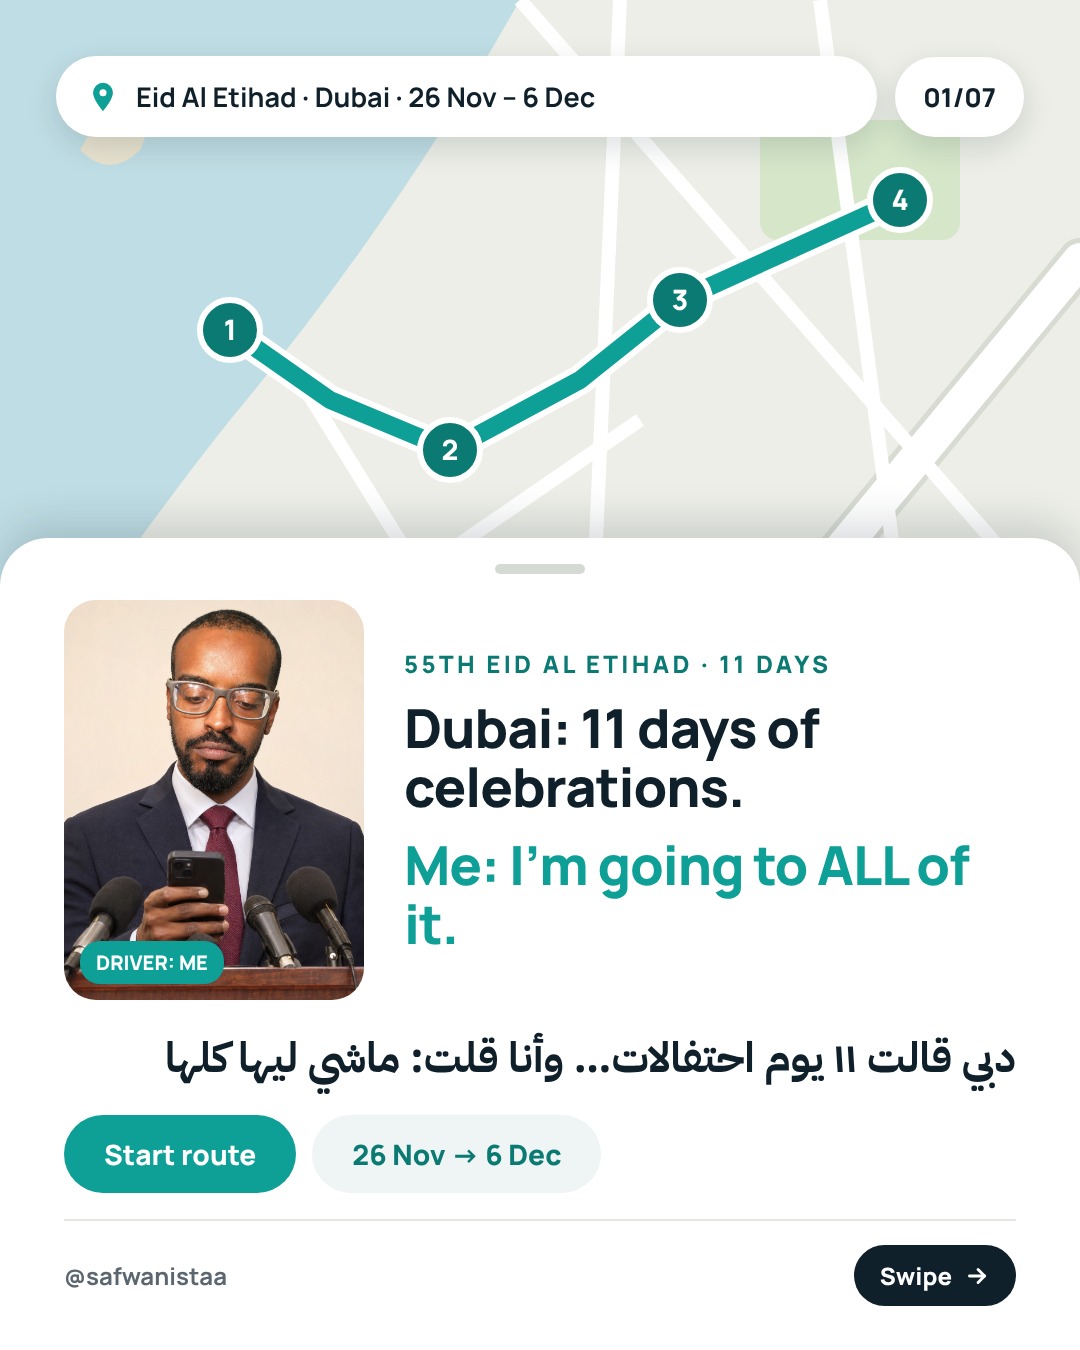 Eid Al Etihad · Dubai · 26 Nov – 6 Dec
01/07
1
2
3
4
55TH EID AL ETIHAD · 11 DAYS
Dubai: 11 days of
celebrations.
Me: I’m going to ALL of
it.
DRIVER: ME
دبي قالت ١١ يوم احتفالات... وأنا قلت: ماشي ليها كلها
Start route
26 Nov → 6 Dec
@safwanistaa
Swipe →